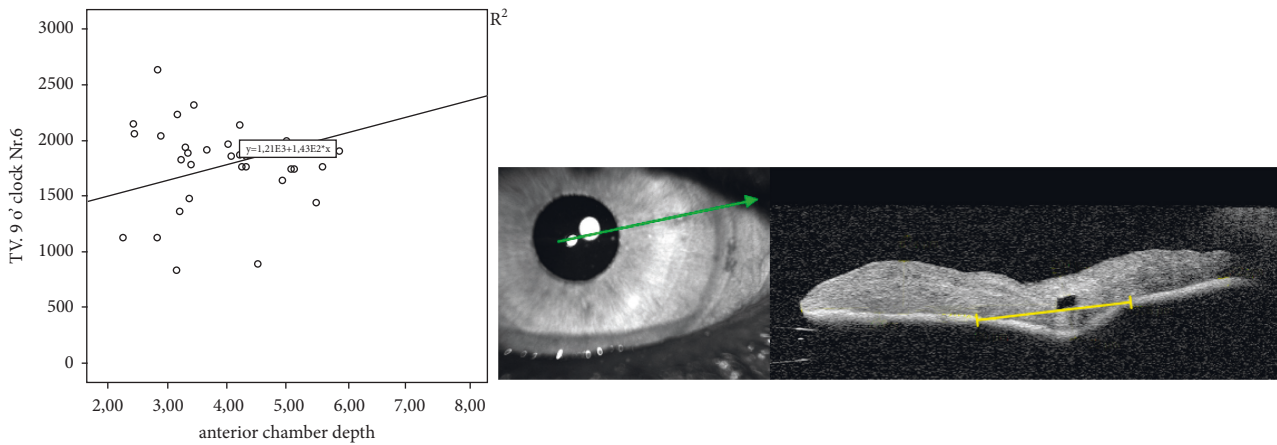 R²
3000
2500
2000
1500
1000
500
0
TV. 9 o' clock Nr.6
y=1,21E3+1,43E2*x
2,00 3,00 4,00 5,00 6,00 7,00 8,00
anterior chamber depth